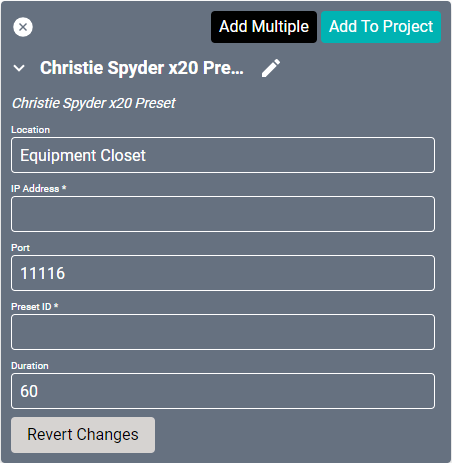 Add Multiple
Add To Project
Christie Spyder x20 Pre...
Christie Spyder x20 Preset
Location
Equipment Closet
IP Address *
Port
11116
Preset ID *
Duration
60
Revert Changes